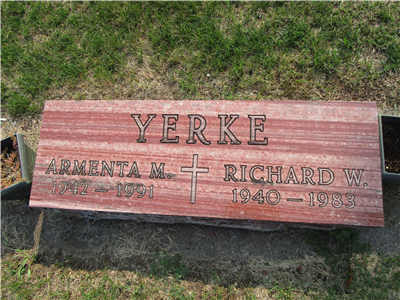 YERKE
ARMENTA M. RICHARD W.
1942 — 1991 1940 — 1983